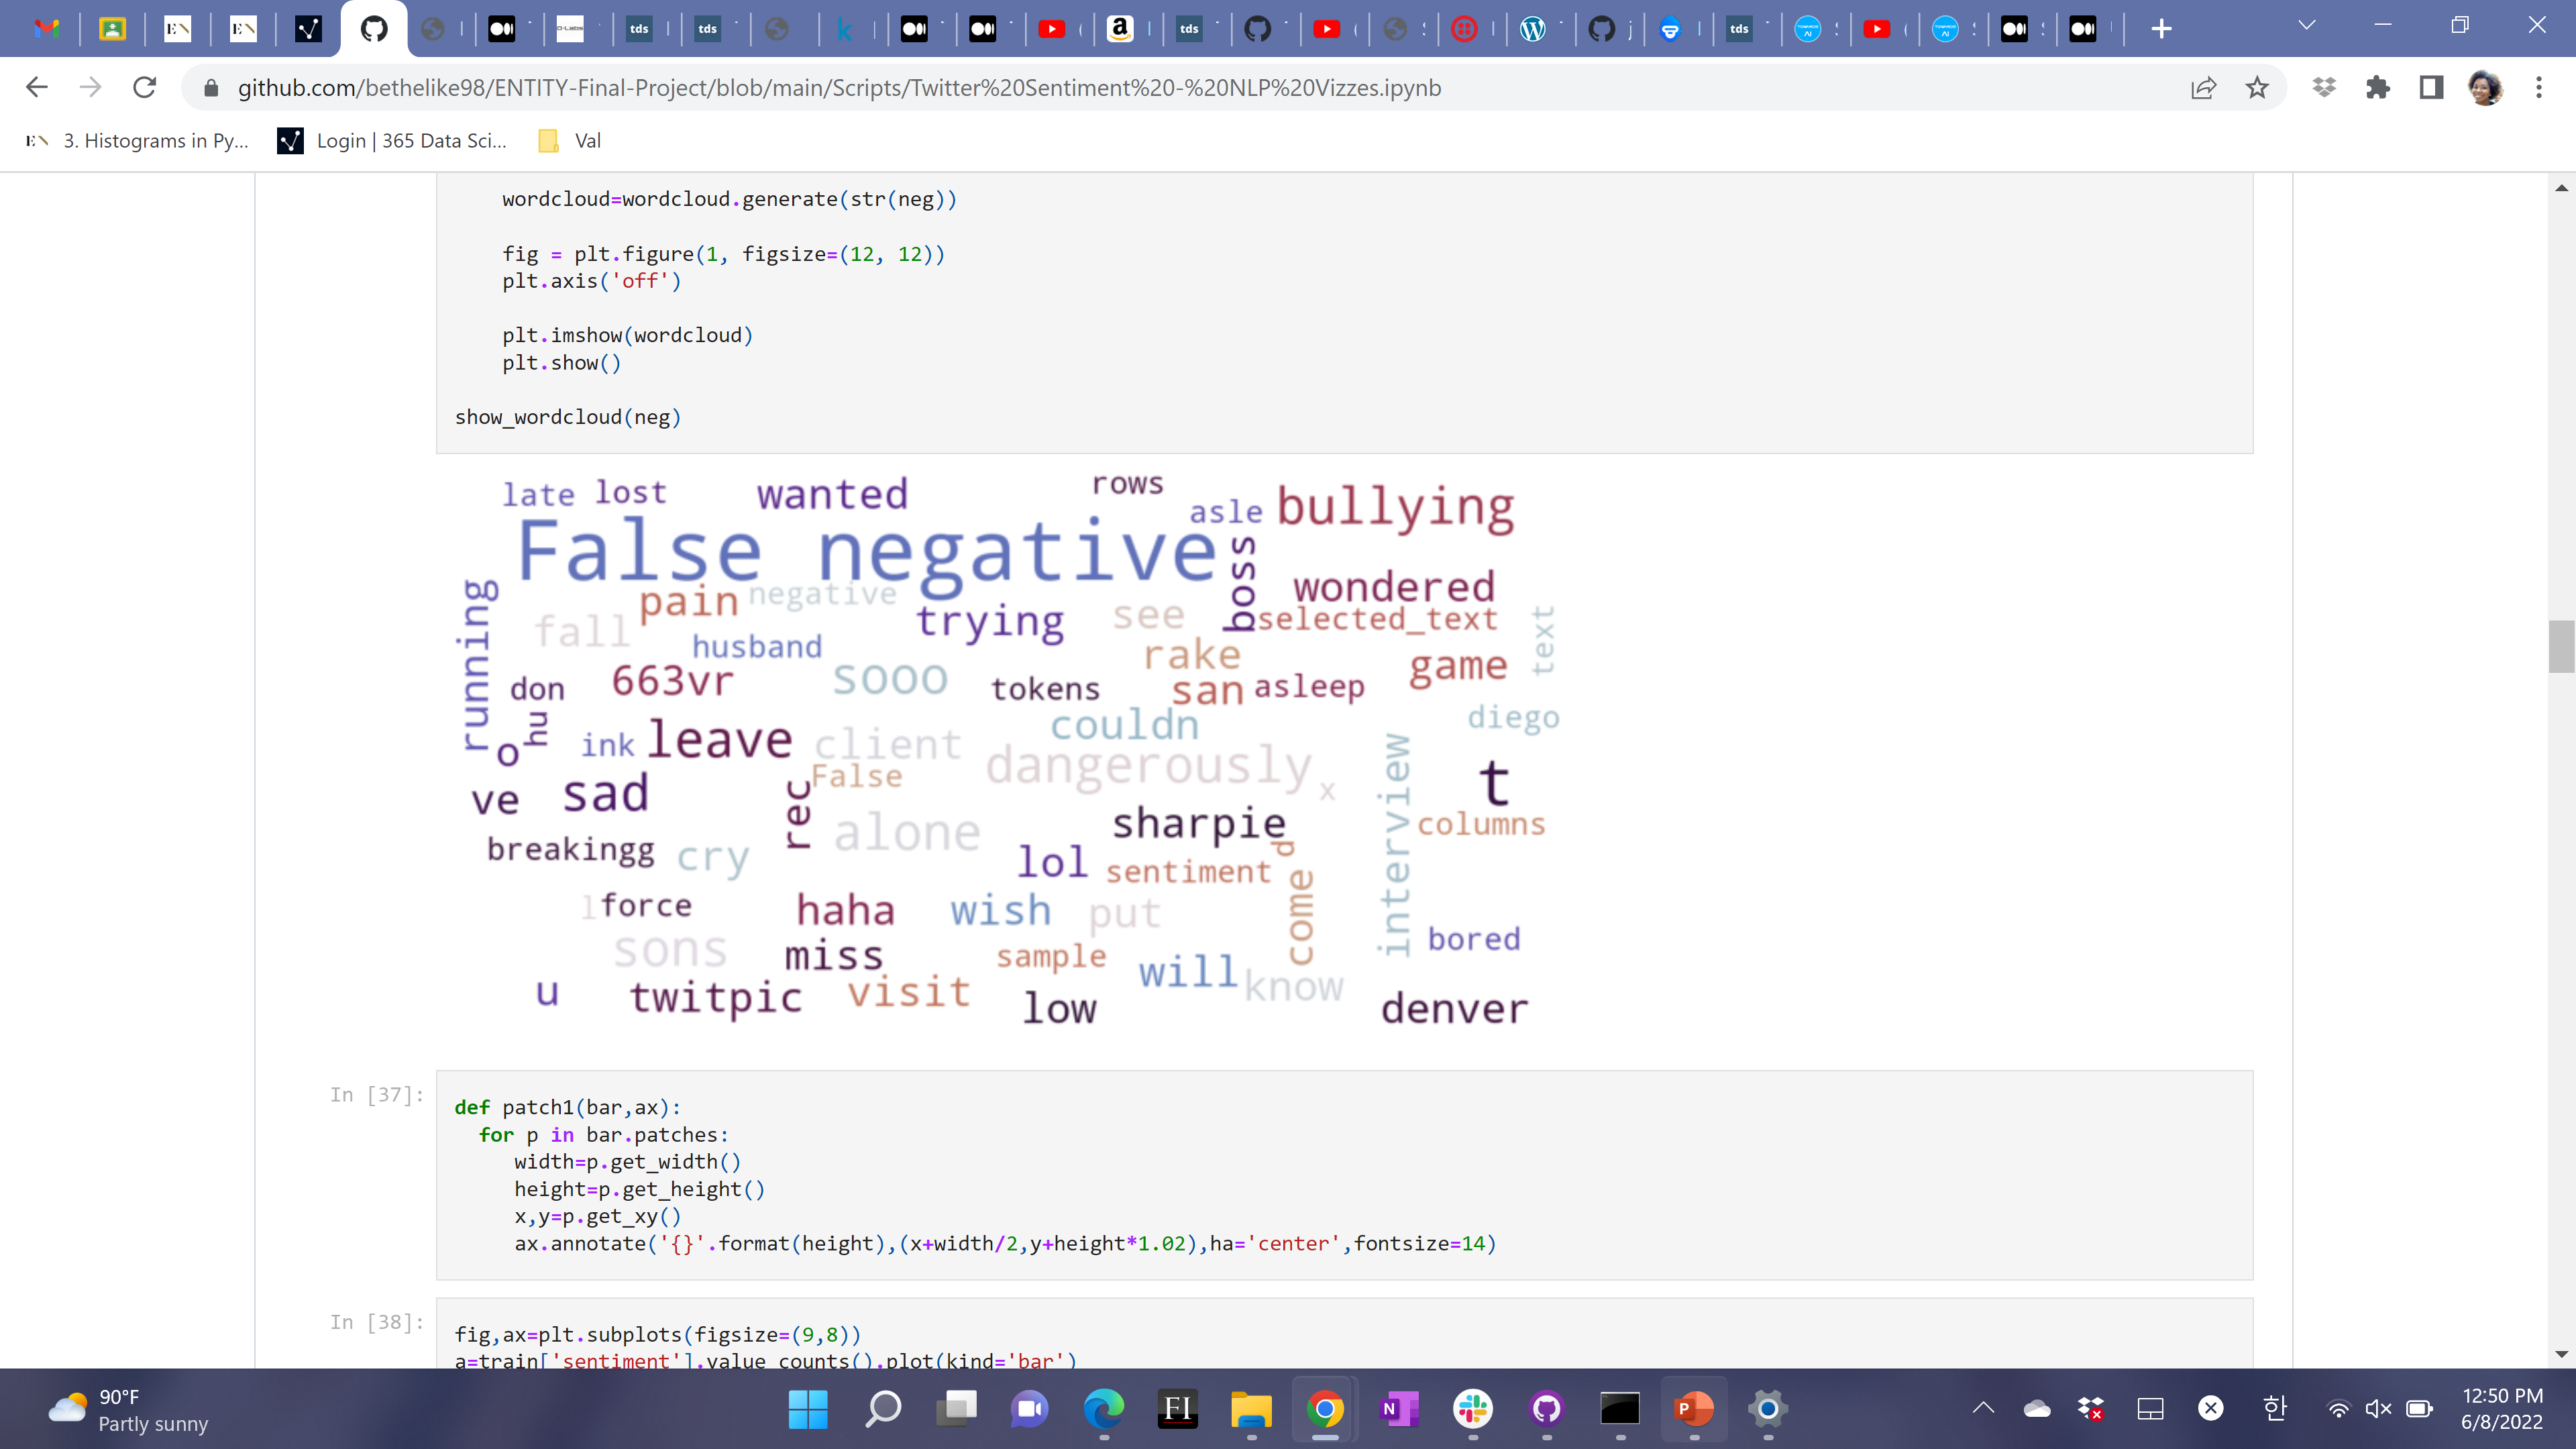 github.com/bethelike98/ENTITY-Final-Project/blob/main/Scripts/Twitter%20Sentiment%20-%20NLP%20Vizzes.ipynb
3. Histograms in Py... Login | 365 Data Sci... Val
wordcloud=wordcloud.generate(str(neg))
fig = plt.figure(1, figsize=(12, 12))
plt.axis('off')
plt.imshow(wordcloud)
plt.show()
show_wordcloud(neg)
late lost wanted rows
asle bullying
False negative
boss
wondered
running
pain negative
fall trying see selected_text
text
husband rake
663vr sooo game
don tokens san asleep
hu
couldn diego
o ink leave client
dangerously
interview
t
False x
ve sad
rec
alone sharpie columns
breakingg cry lol d
sentiment
l force haha wish put
come
bored
sons miss sample will
know
u twitpic visit low denver
In [37]:
def patch1(bar,ax):
for p in bar.patches:
width=p.get_width()
height=p.get_height()
x,y=p.get_xy()
ax.annotate('{}'.format(height),(x+width/2,y+height*1.02),ha='center',fontsize=14)
In [38]:
fig,ax=plt.subplots(figsize=(9,8))
a=train['sentiment'].value_counts().plot(kind='bar')
90°F
Partly sunny
FI
N
P
한
12:50 PM
6/8/2022